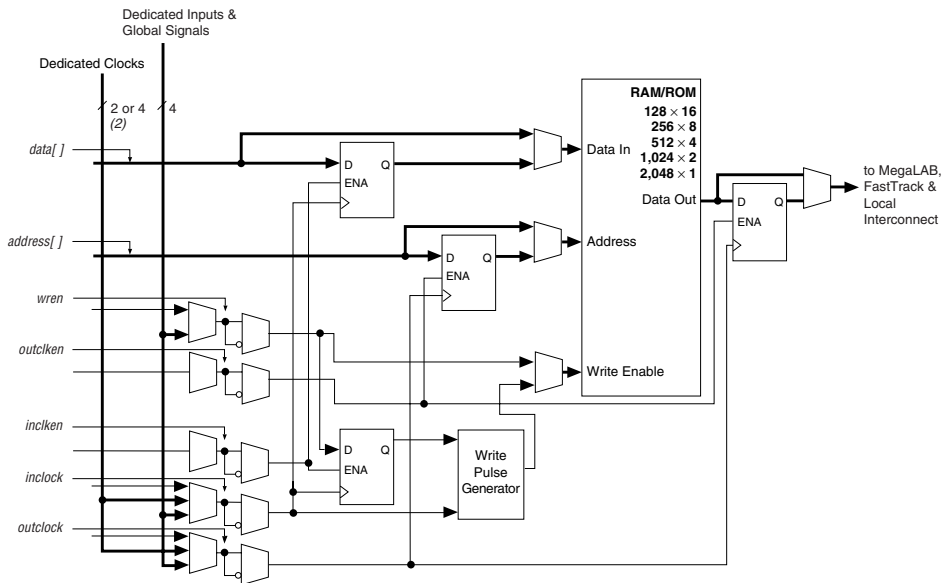 Dedicated Inputs &
Global Signals
Dedicated Clocks
2 or 4
(2)
4
RAM/ROM
128 × 16
256 × 8
512 × 4
1,024 × 2
2,048 × 1
data[ ]
D Q
ENA
Data In
Data Out
to MegaLAB,
FastTrack &
Local
Interconnect
D Q
ENA
address[ ]
D Q
ENA
Address
wren
outclken
Write Enable
inclken
D Q
ENA
Write
Pulse
Generator
inclock
outclock